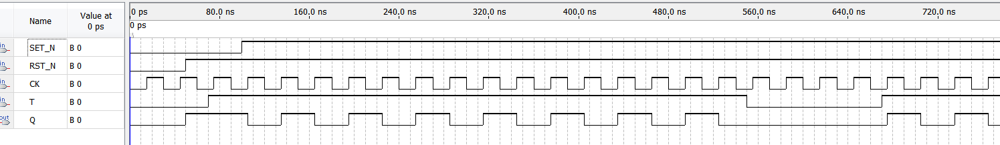 Name
Value at
0 ps
0 ps
80.0 ns
160.0 ns
240.0 ns
320.0 ns
400.0 ns
480.0 ns
560.0 ns
640.0 ns
720.0 ns
0 ps
in
SET_N
B 0
in
RST_N
B 0
in
CK
B 0
in
T
B 0
out
Q
B 0